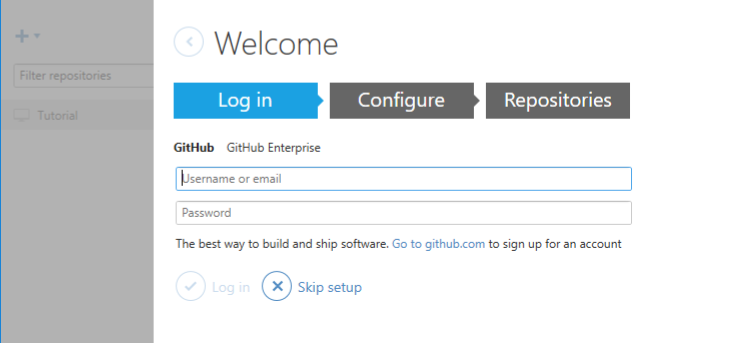 Welcome
Filter repositories
Tutorial
Log in Configure Repositories
GitHub GitHub Enterprise
Username or email
Password
The best way to build and ship software. Go to github.com to sign up for an account
Log in Skip setup